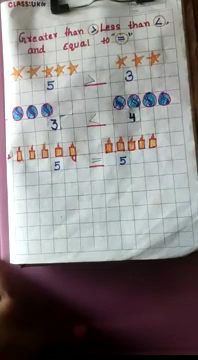 CLASS:UKG
Greater than > Less than <,
and Equal to "="
5 > 3
3 < 4
5 = 5